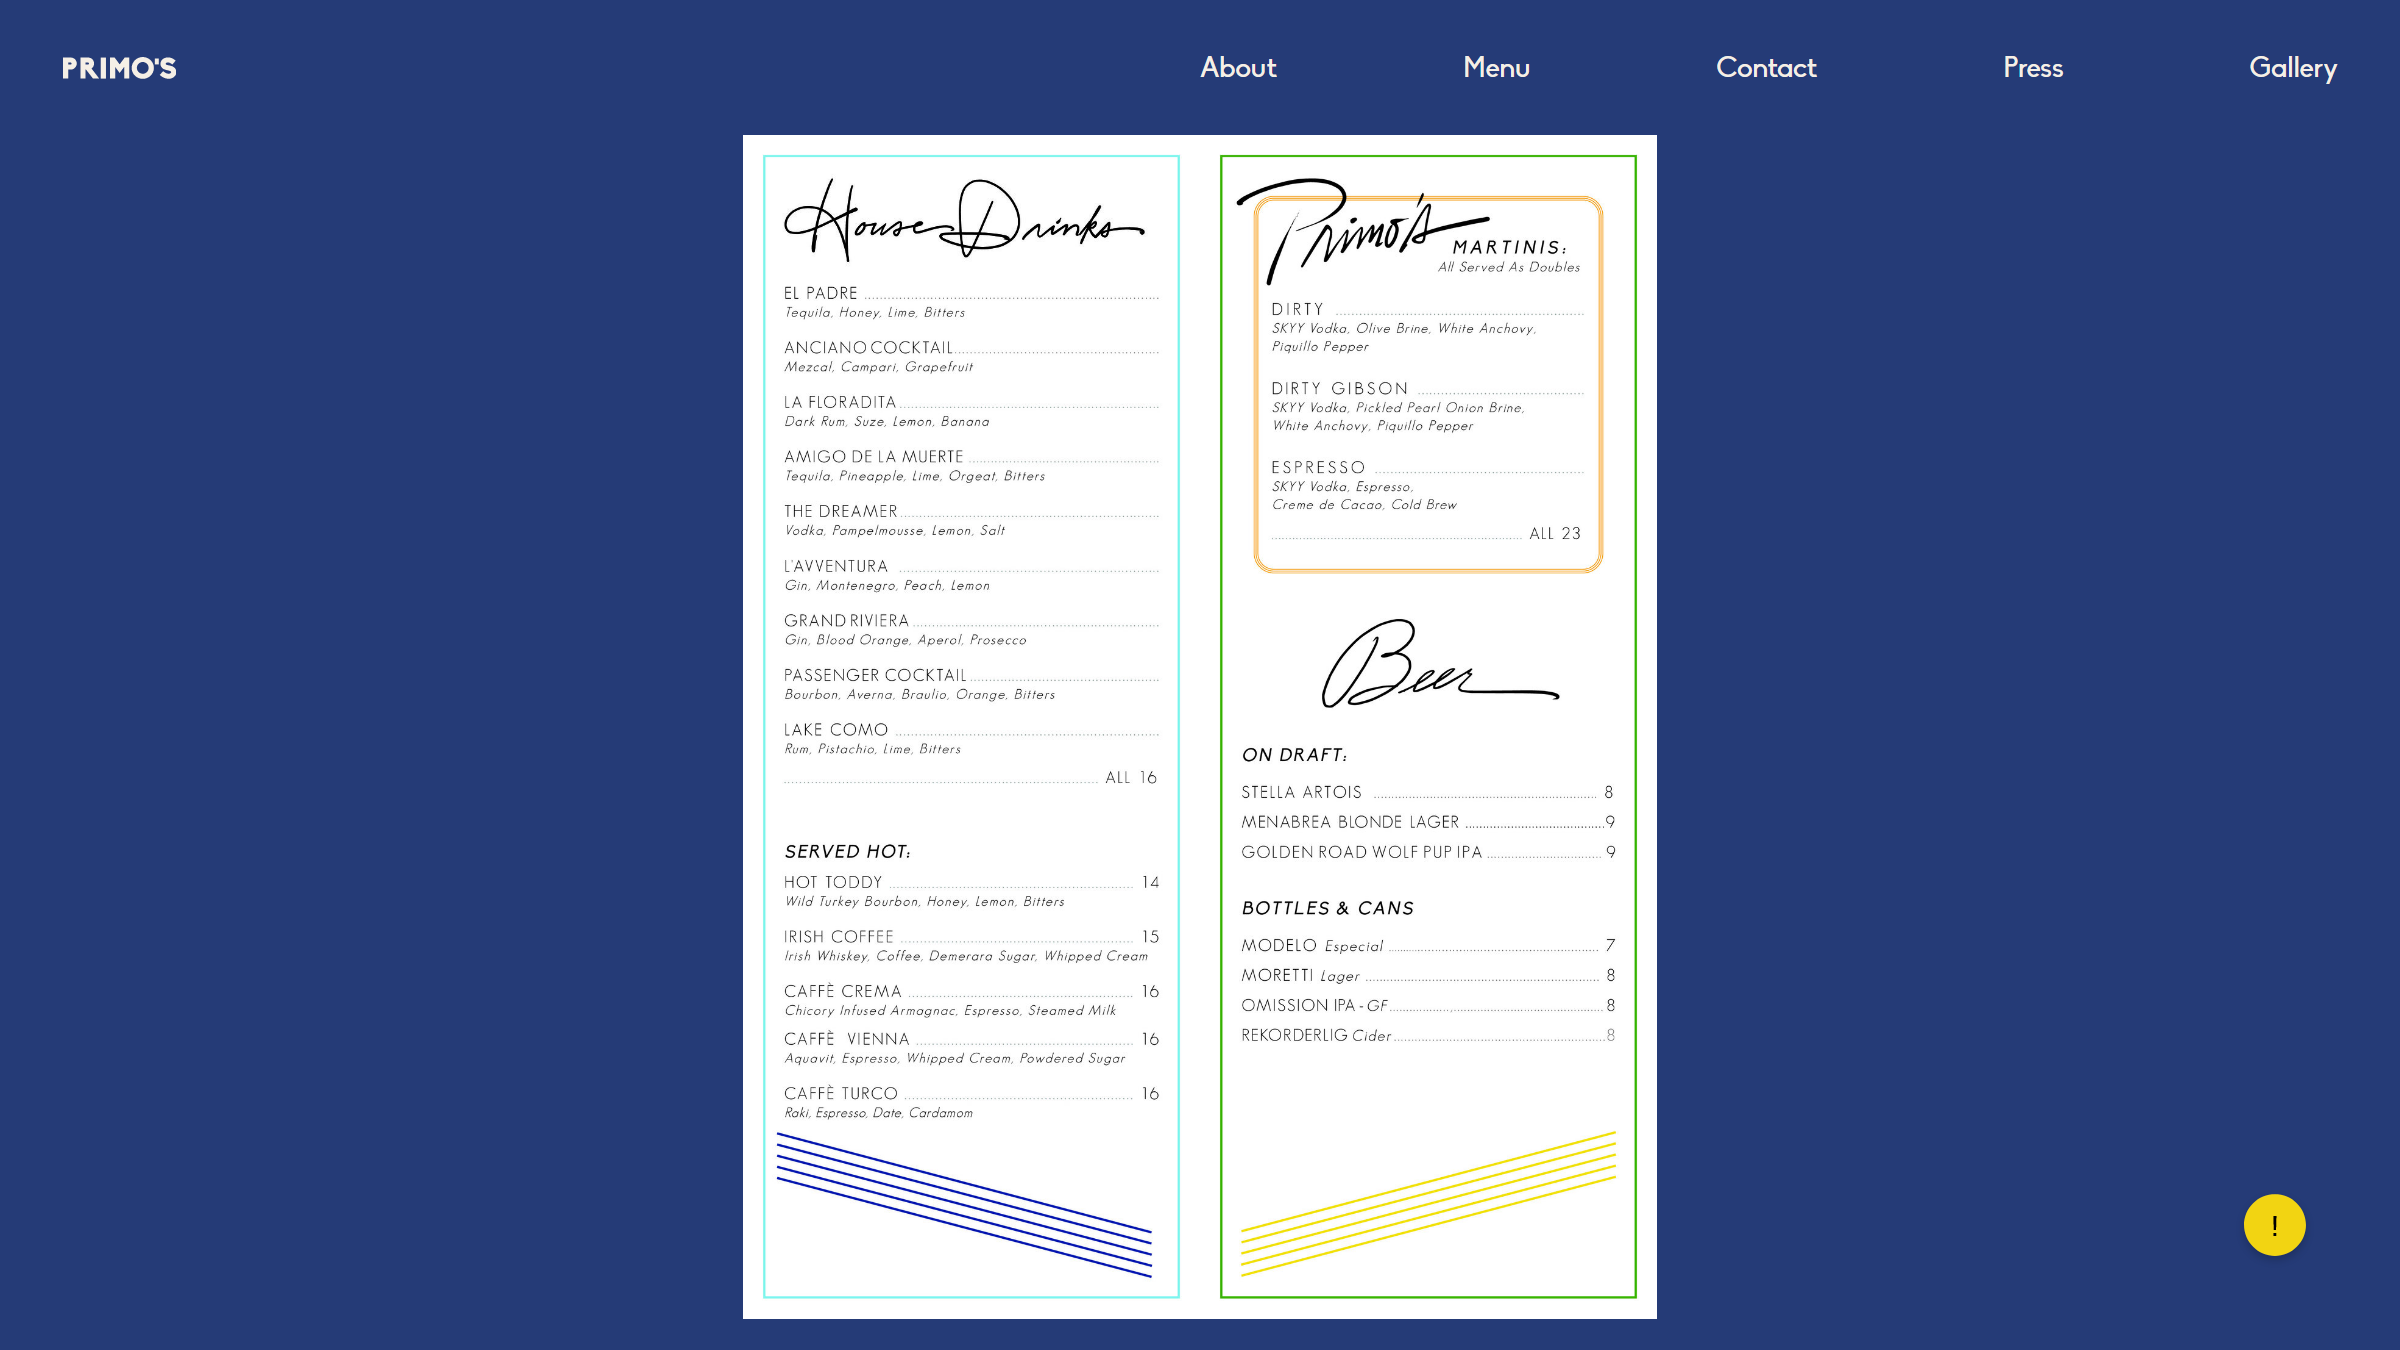 PRIMO'S
About
Menu
Contact
Press
Gallery
House Drinks
EL PADRE
Tequila, Honey, Lime, Bitters
ANCIANO COCKTAIL
Mezcal, Campari, Grapefruit
LA FLORADITA
Dark Rum, Suze, Lemon, Banana
AMIGO DE LA MUERTE
Tequila, Pineapple, Lime, Orgeat, Bitters
THE DREAMER
Vodka, Pampelmousse, Lemon, Salt
L'AVVENTURA
Gin, Montenegro, Peach, Lemon
GRAND RIVIERA
Gin, Blood Orange, Aperol, Prosecco
PASSENGER COCKTAIL
Bourbon, Averna, Braulio, Orange, Bitters
LAKE COMO
Rum, Pistachio, Lime, Bitters
ALL 16
SERVED HOT:
HOT TODDY 14
Wild Turkey Bourbon, Honey, Lemon, Bitters
IRISH COFFEE 15
Irish Whiskey, Coffee, Demerara Sugar, Whipped Cream
CAFFÈ CREMA 16
Chicory Infused Armagnac, Espresso, Steamed Milk
CAFFÈ VIENNA 16
Aquavit, Espresso, Whipped Cream, Powdered Sugar
CAFFÈ TURCO 16
Raki, Espresso, Date, Cardamom
Primo's MARTINIS:
All Served As Doubles
DIRTY
SKYY Vodka, Olive Brine, White Anchovy,
Piquillo Pepper
DIRTY GIBSON
SKYY Vodka, Pickled Pearl Onion Brine,
White Anchovy, Piquillo Pepper
ESPRESSO
SKYY Vodka, Espresso,
Creme de Cacao, Cold Brew
ALL 23
Beer
ON DRAFT:
STELLA ARTOIS 8
MENABREA BLONDE LAGER 9
GOLDEN ROAD WOLF PUP IPA 9
BOTTLES & CANS
MODELO Especial 7
MORETTI Lager 8
OMISSION IPA - GF 8
REKORDERLIG Cider 8
!